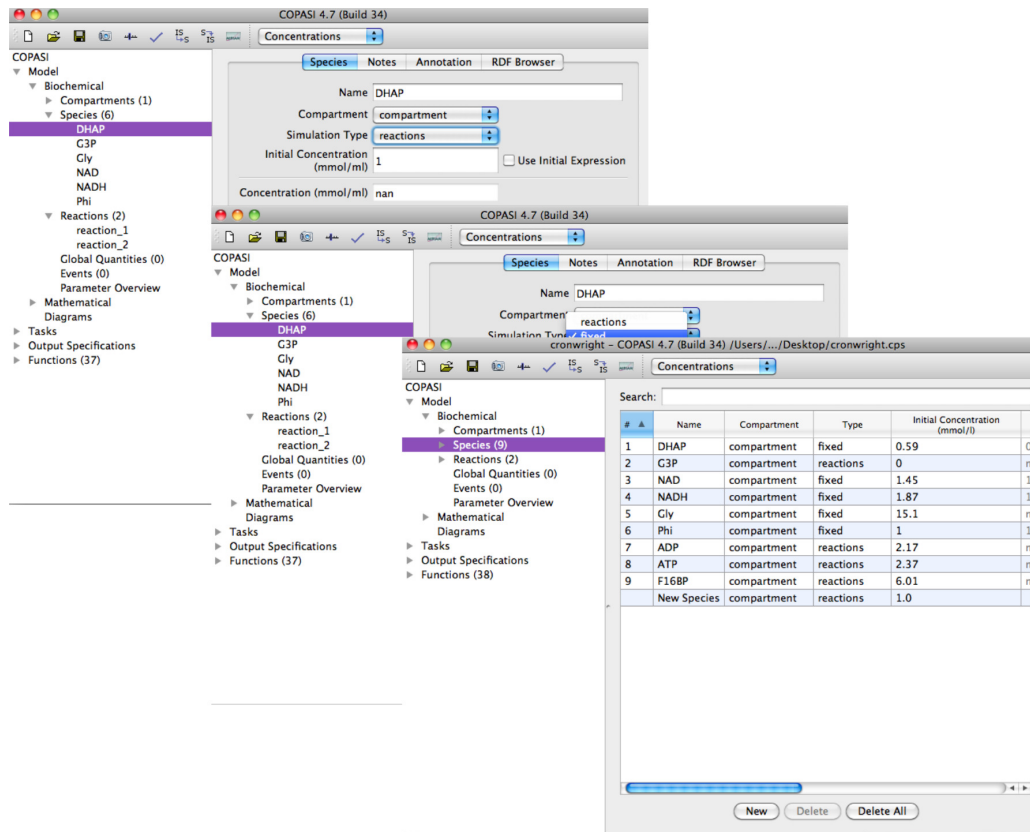 COPASI 4.7 (Build 34)
Concentrations
COPASI
Model
Biochemical
Compartments (1)
Species (6)
DHAP
G3P
Gly
NAD
NADH
Phi
Reactions (2)
reaction_1
reaction_2
Global Quantities (0)
Events (0)
Parameter Overview
Mathematical
Diagrams
Tasks
Output Specifications
Functions (37)
Species Notes Annotation RDF Browser
Name DHAP
Compartment compartment
Simulation Type reactions
Initial Concentration
(mmol/ml) 1 Use Initial Expression
Concentration (mmol/ml) nan
COPASI 4.7 (Build 34)
Concentrations
COPASI
Model
Biochemical
Compartments (1)
Species (6)
DHAP
G3P
Gly
NAD
NADH
Phi
Reactions (2)
reaction_1
reaction_2
Global Quantities (0)
Events (0)
Parameter Overview
Mathematical
Diagrams
Tasks
Output Specifications
Functions (37)
Species Notes Annotation RDF Browser
Name DHAP
Compartment reactions
Simulation Type fixed
cronwright - COPASI 4.7 (Build 34) /Users/.../Desktop/cronwright.cps
Concentrations
COPASI
Model
Biochemical
Compartments (1)
Species (9)
Reactions (2)
Global Quantities (0)
Events (0)
Parameter Overview
Mathematical
Diagrams
Tasks
Output Specifications
Functions (38)
Search:
# Name Compartment Type Initial Concentration
(mmol/l)
1 DHAP compartment fixed 0.59
2 G3P compartment reactions 0
3 NAD compartment fixed 1.45
4 NADH compartment fixed 1.87
5 Gly compartment fixed 15.1
6 Phi compartment fixed 1
7 ADP compartment reactions 2.17
8 ATP compartment reactions 2.37
9 F16BP compartment reactions 6.01
New Species compartment reactions 1.0
New Delete Delete All